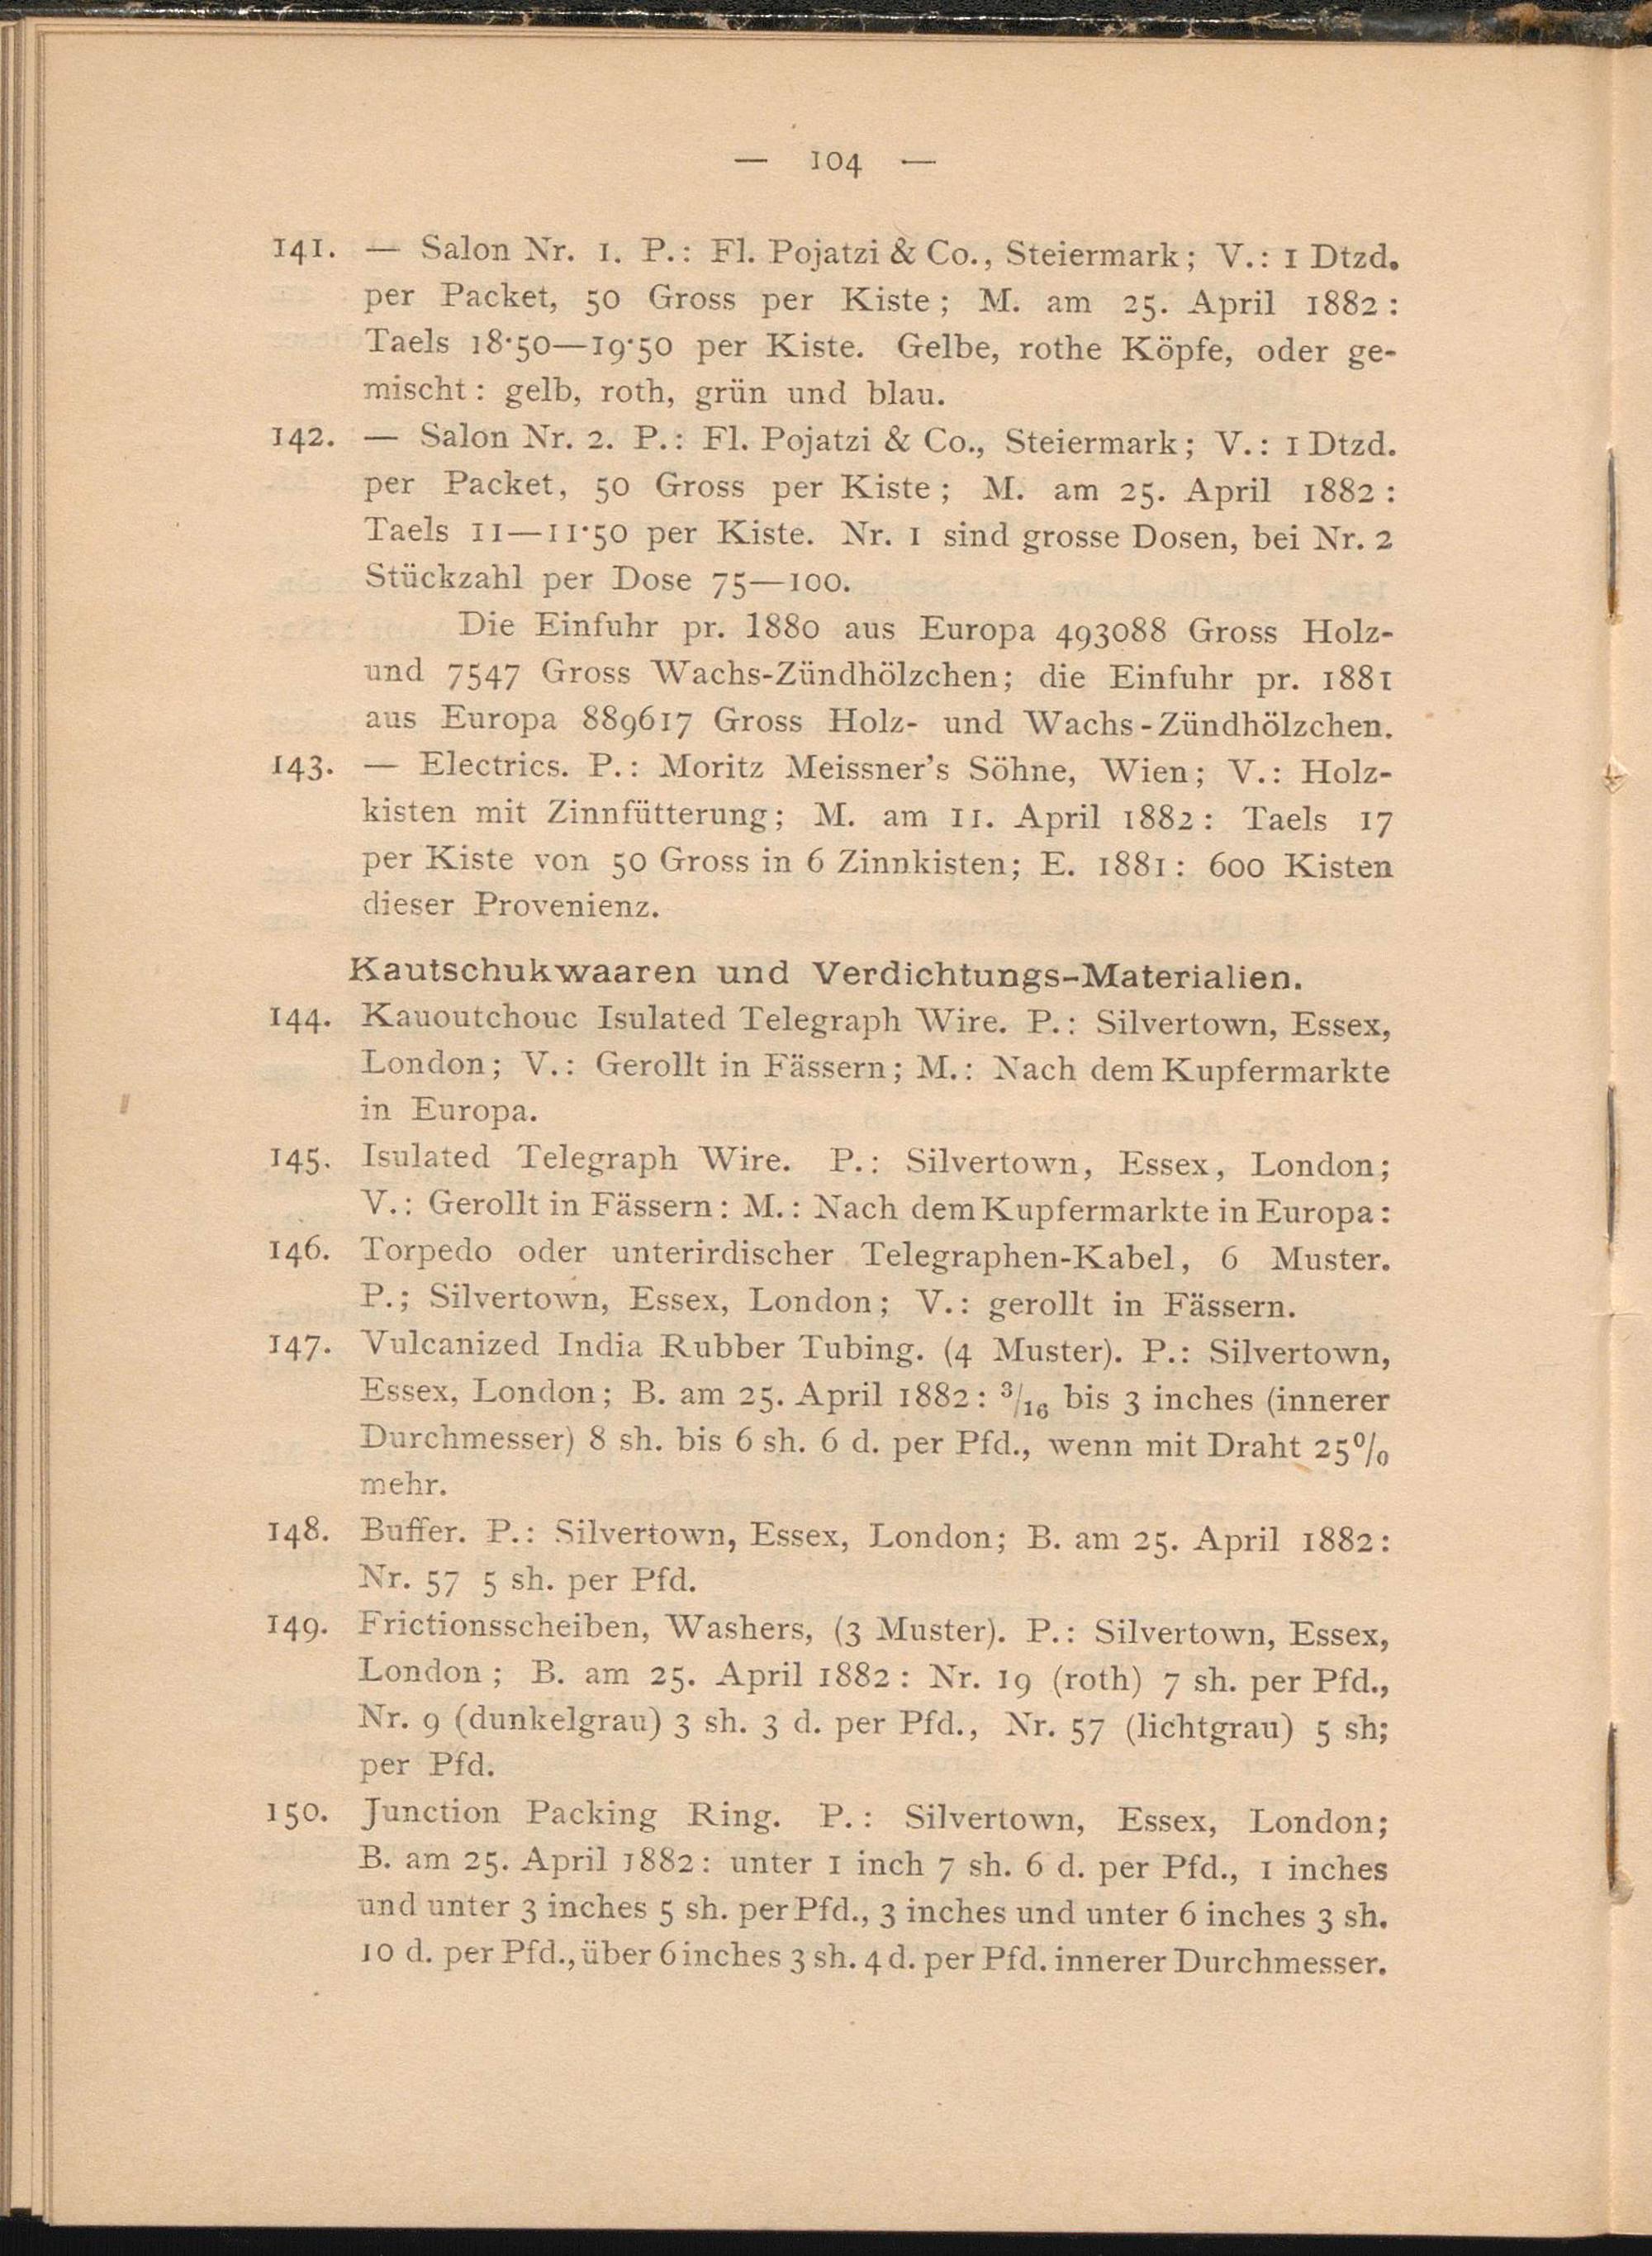 — 104 —
141. — Salon Nr. 1. P.: Fl. Pojatzi & Co., Steiermark; V.: 1 Dtzd.
per Packet, 50 Gross per Kiste; M. am 25. April 1882:
Taels 18·50—19·50 per Kiste. Gelbe, rothe Köpfe, oder ge-
mischt: gelb, roth, grün und blau.
142. — Salon Nr. 2. P.: Fl. Pojatzi & Co., Steiermark; V.: 1 Dtzd.
per Packet, 50 Gross per Kiste; M. am 25. April 1882:
Taels 11—11·50 per Kiste. Nr. 1 sind grosse Dosen, bei Nr. 2
Stückzahl per Dose 75—100.
Die Einfuhr pr. 1880 aus Europa 493088 Gross Holz-
und 7547 Gross Wachs-Zündhölzchen; die Einfuhr pr. 1881
aus Europa 889617 Gross Holz- und Wachs-Zündhölzchen.
143. — Electrics. P.: Moritz Meissner's Söhne, Wien; V.: Holz-
kisten mit Zinnfütterung; M. am 11. April 1882: Taels 17
per Kiste von 50 Gross in 6 Zinnkisten; E. 1881: 600 Kisten
dieser Provenienz.
Kautschukwaaren und Verdichtungs-Materialien.
144. Kauoutchouc Isulated Telegraph Wire. P.: Silvertown, Essex,
London; V.: Gerollt in Fässern; M.: Nach dem Kupfermarkte
in Europa.
145. Isulated Telegraph Wire. P.: Silvertown, Essex, London;
V.: Gerollt in Fässern: M.: Nach dem Kupfermarkte in Europa:
146. Torpedo oder unterirdischer Telegraphen-Kabel, 6 Muster.
P.; Silvertown, Essex, London; V.: gerollt in Fässern.
147. Vulcanized India Rubber Tubing. (4 Muster). P.: Silvertown,
Essex, London; B. am 25. April 1882: 3/16 bis 3 inches (innerer
Durchmesser) 8 sh. bis 6 sh. 6 d. per Pfd., wenn mit Draht 25%
mehr.
148. Buffer. P.: Silvertown, Essex, London; B. am 25. April 1882:
Nr. 57 5 sh. per Pfd.
149. Frictionsscheiben, Washers, (3 Muster). P.: Silvertown, Essex,
London; B. am 25. April 1882: Nr. 19 (roth) 7 sh. per Pfd.,
Nr. 9 (dunkelgrau) 3 sh. 3 d. per Pfd., Nr. 57 (lichtgrau) 5 sh;
per Pfd.
150. Junction Packing Ring. P.: Silvertown, Essex, London;
B. am 25. April 1882: unter 1 inch 7 sh. 6 d. per Pfd., 1 inches
und unter 3 inches 5 sh. per Pfd., 3 inches und unter 6 inches 3 sh.
10 d. per Pfd., über 6 inches 3 sh. 4 d. per Pfd. innerer Durchmesser.